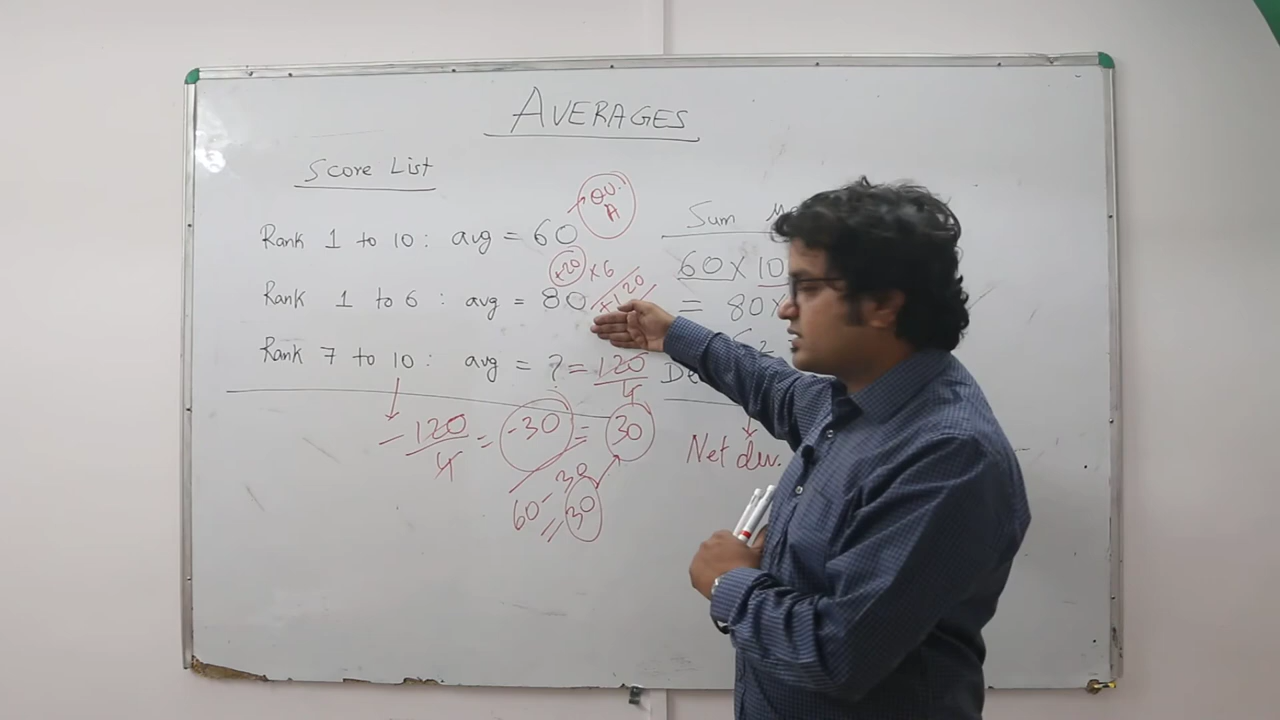 AVERAGES
Score List
Rank 1 to 10 : avg = 60
OV. A
+20 × 6
+120
Rank 1 to 6 : avg = 80
Rank 7 to 10 : avg = ? = 120/4
= 30
-120/4 = -30
60 - 30
= 30
Sum
60 × 10
= 80 ×
Net dev.